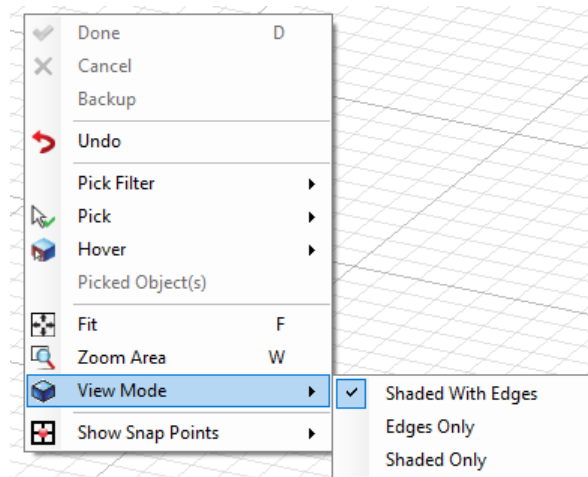 Done D
Cancel
Backup
Undo
Pick Filter
Pick
Hover
Picked Object(s)
Fit F
Zoom Area W
View Mode
Shaded With Edges
Edges Only
Show Snap Points
Shaded Only